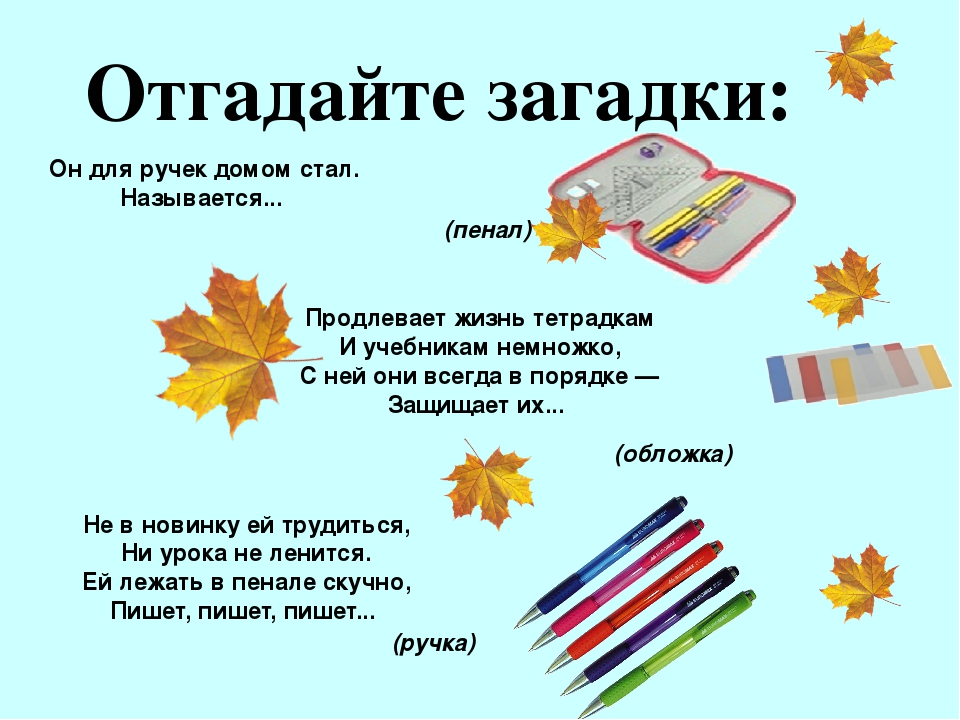 Отгадайте загадки:
Он для ручек домом стал.
Называется...
(пенал)
Продлевает жизнь тетрадкам
И учебникам немножко,
С ней они всегда в порядке —
Защищает их...
(обложка)
Не в новинку ей трудиться,
Ни урока не ленится.
Ей лежать в пенале скучно,
Пишет, пишет, пишет...
(ручка)